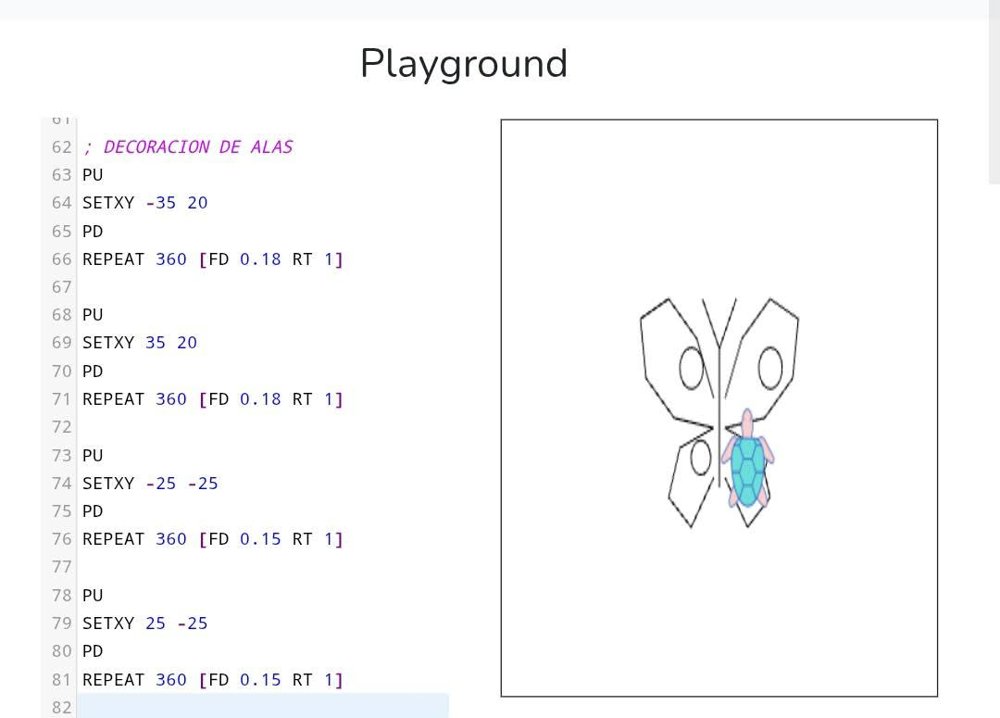 Playground
61
62 ; DECORACION DE ALAS
63 PU
64 SETXY -35 20
65 PD
66 REPEAT 360 [FD 0.18 RT 1]
67
68 PU
69 SETXY 35 20
70 PD
71 REPEAT 360 [FD 0.18 RT 1]
72
73 PU
74 SETXY -25 -25
75 PD
76 REPEAT 360 [FD 0.15 RT 1]
77
78 PU
79 SETXY 25 -25
80 PD
81 REPEAT 360 [FD 0.15 RT 1]
82